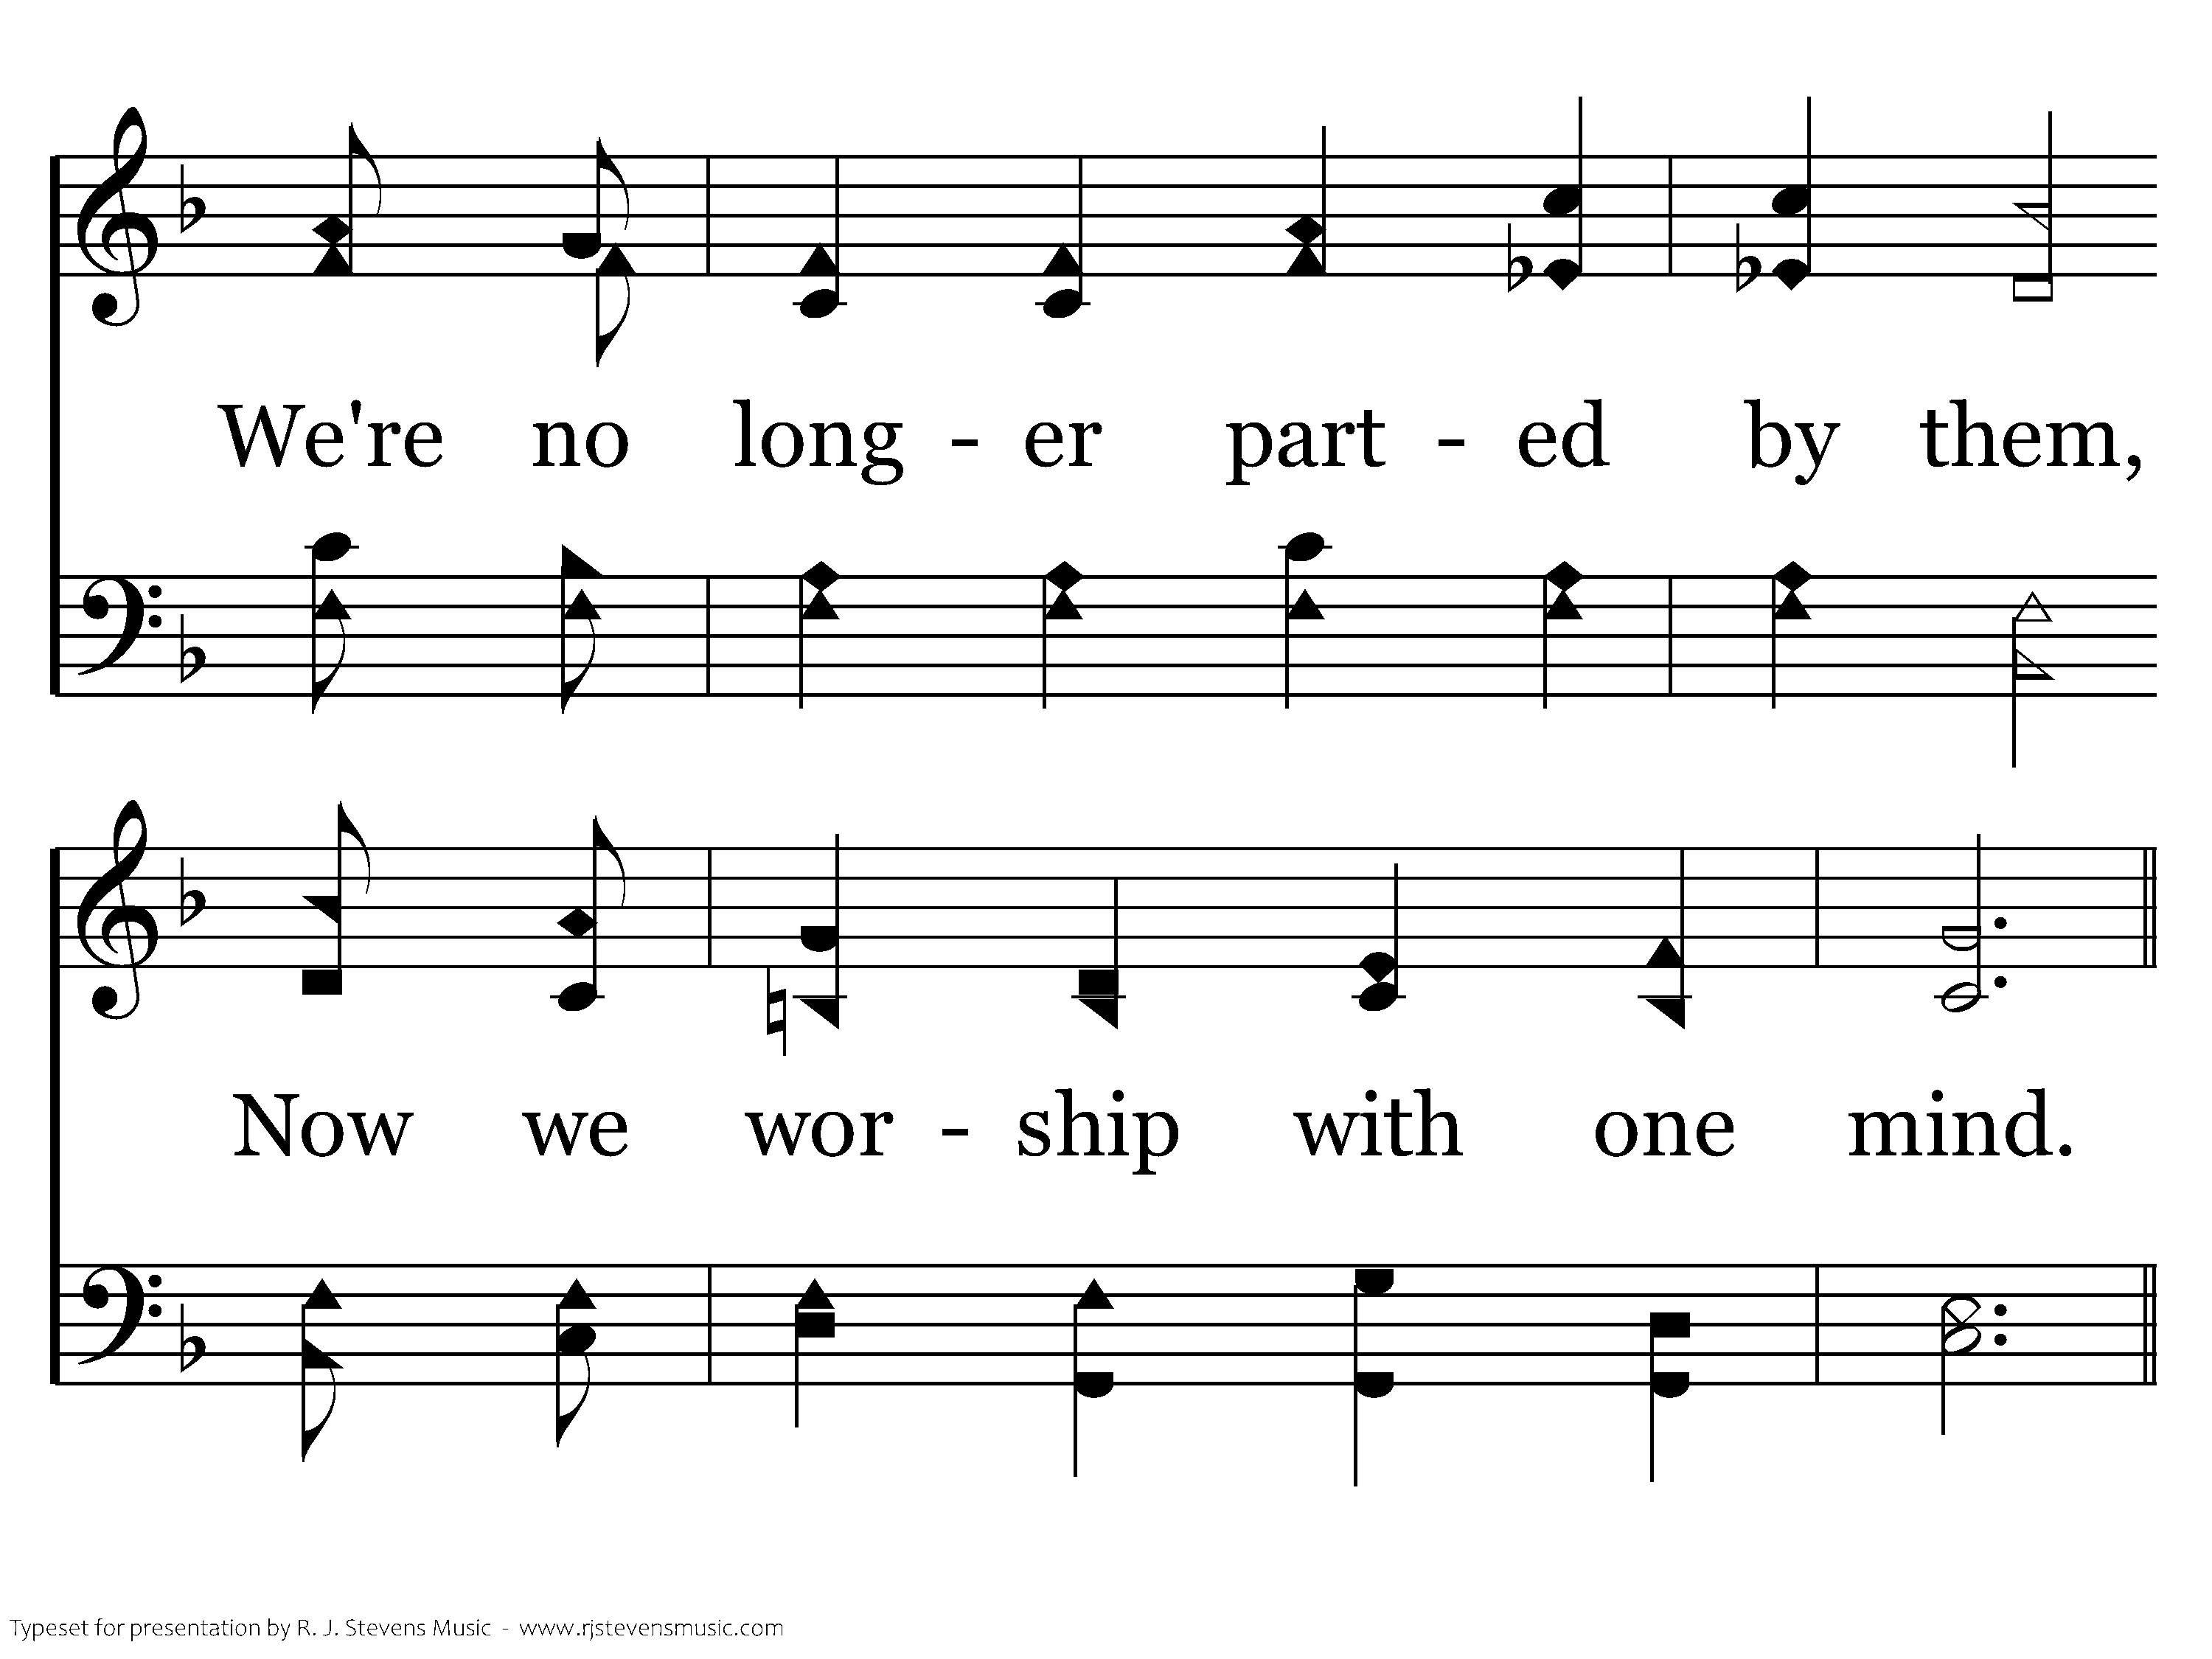 We're no long - er part - ed by them,
Now we wor - ship with one mind.
Typeset for presentation by R. J. Stevens Music - www.rjstevensmusic.com